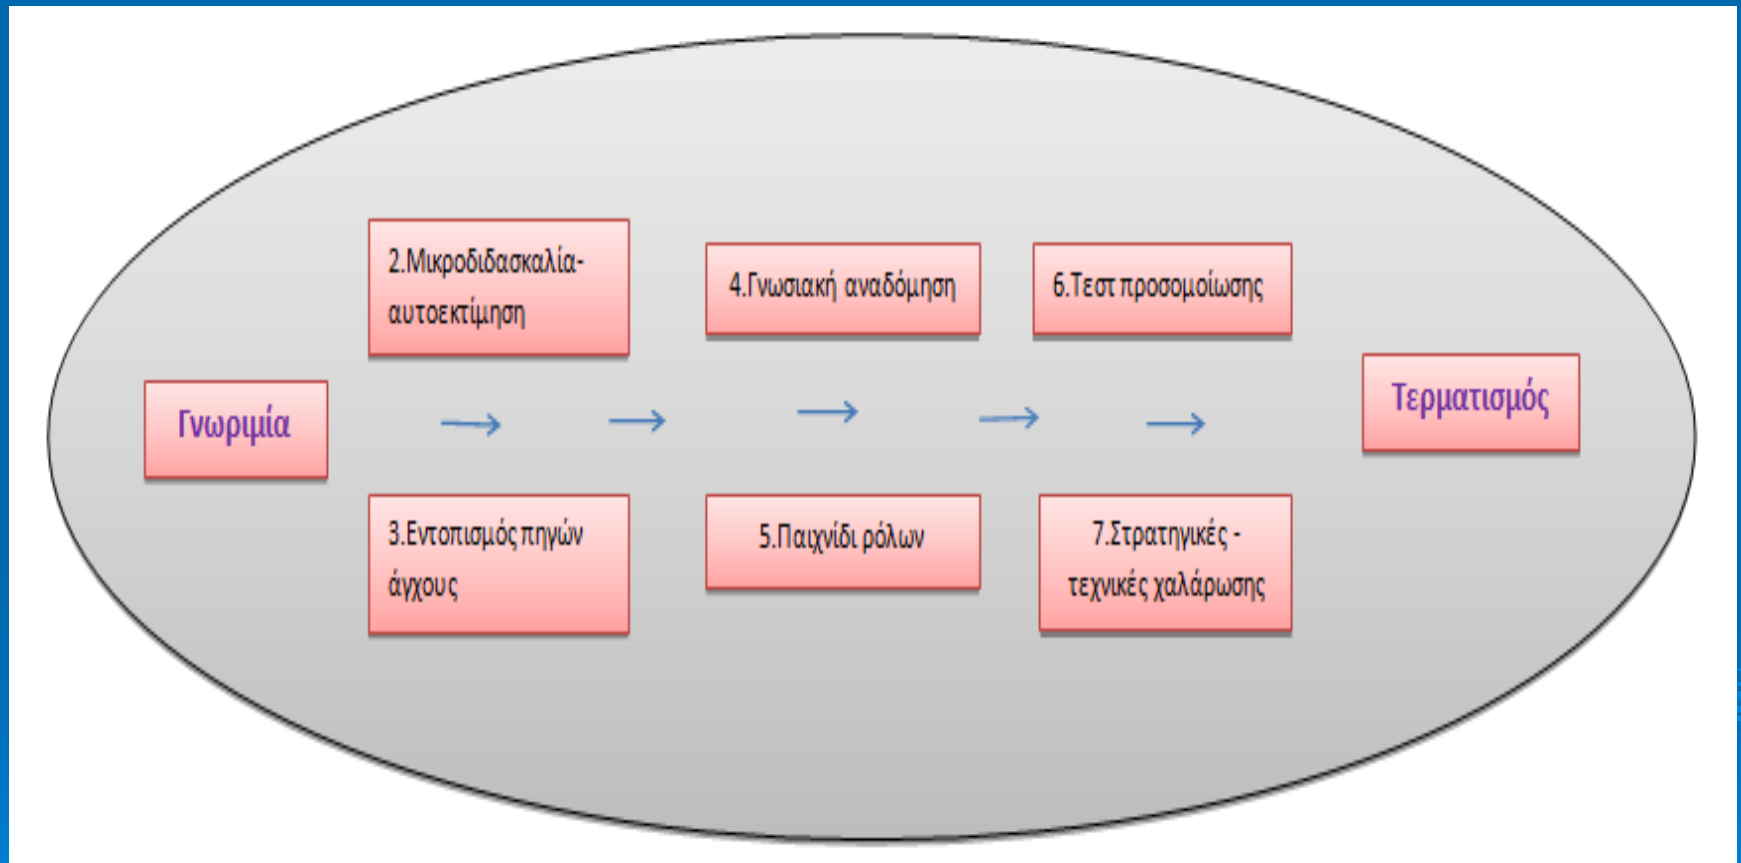 Γνωριμία
2.Μικροδιδασκαλία-
αυτοεκτίμηση
3.Εντοπισμός πηγών
άγχους
4.Γνωσιακή αναδόμηση
5.Παιχνίδι ρόλων
6.Τεστ προσομοίωσης
7.Στρατηγικές -
τεχνικές χαλάρωσης
Τερματισμός